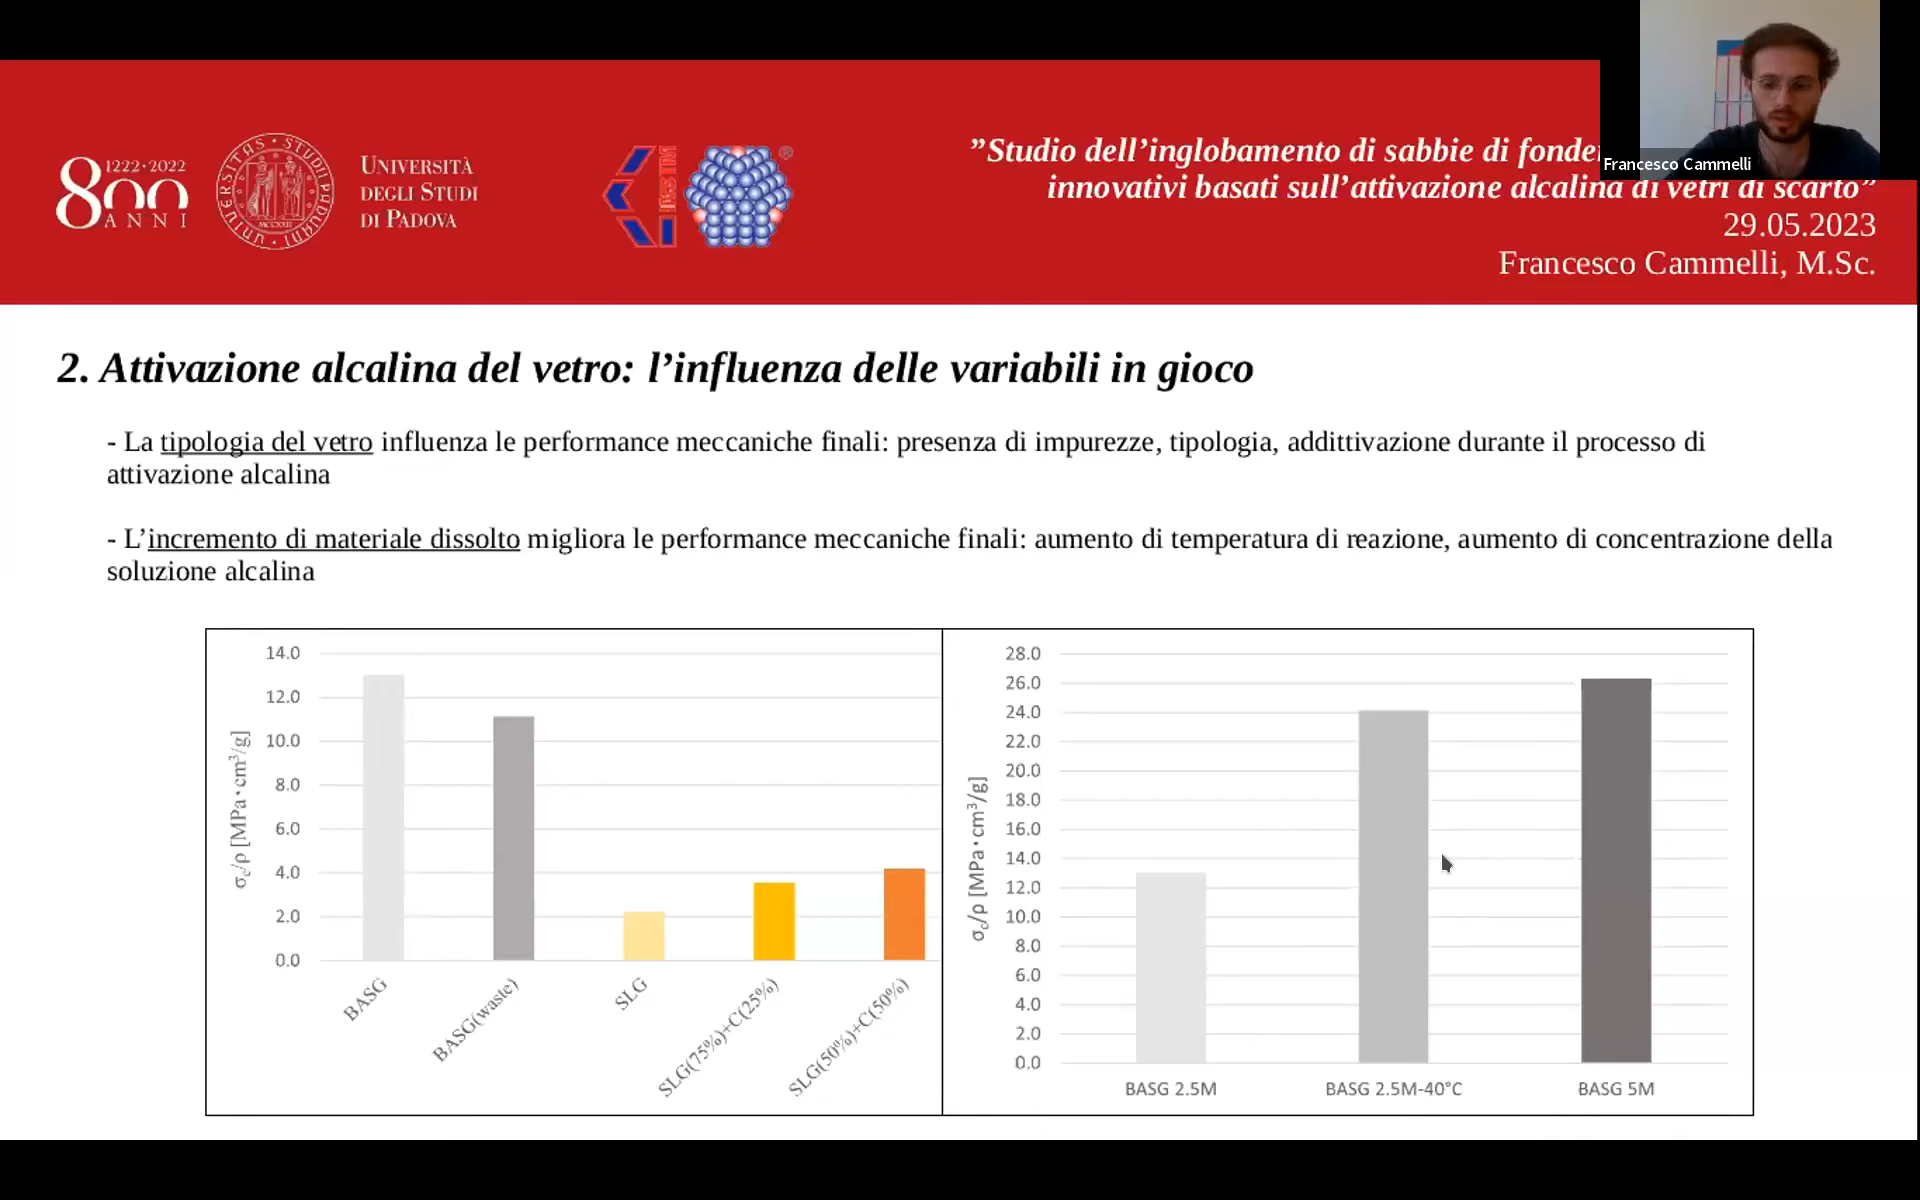 1222·2022
800
ANNI
UNIVERSITAS STUDII PADUANI
MCCXXII
UNIVERSITÀ
DEGLI STUDI
DI PADOVA
INSTM
®
”Studio dell’inglobamento di sabbie di
innovativi basati sull’attivazione alcalina di vetri di scarto”
29.05.2023
Francesco Cammelli, M.Sc.
Francesco Cammelli
2. Attivazione alcalina del vetro: l’influenza delle variabili in gioco
- La tipologia del vetro influenza le performance meccaniche finali: presenza di impurezze, tipologia, addittivazione durante il processo di
attivazione alcalina
- L’incremento di materiale dissolto migliora le performance meccaniche finali: aumento di temperatura di reazione, aumento di concentrazione della
soluzione alcalina
14.0
12.0
10.0
8.0
6.0
4.0
2.0
0.0
σc/ρ [MPa·cm³/g]
BASG
BASG(waste)
SLG
SLG(75%)+C(25%)
SLG(50%)+C(50%)
28.0
26.0
24.0
22.0
20.0
18.0
16.0
14.0
12.0
10.0
8.0
6.0
4.0
2.0
0.0
σc/ρ [MPa·cm³/g]
BASG 2.5M
BASG 2.5M-40°C
BASG 5M